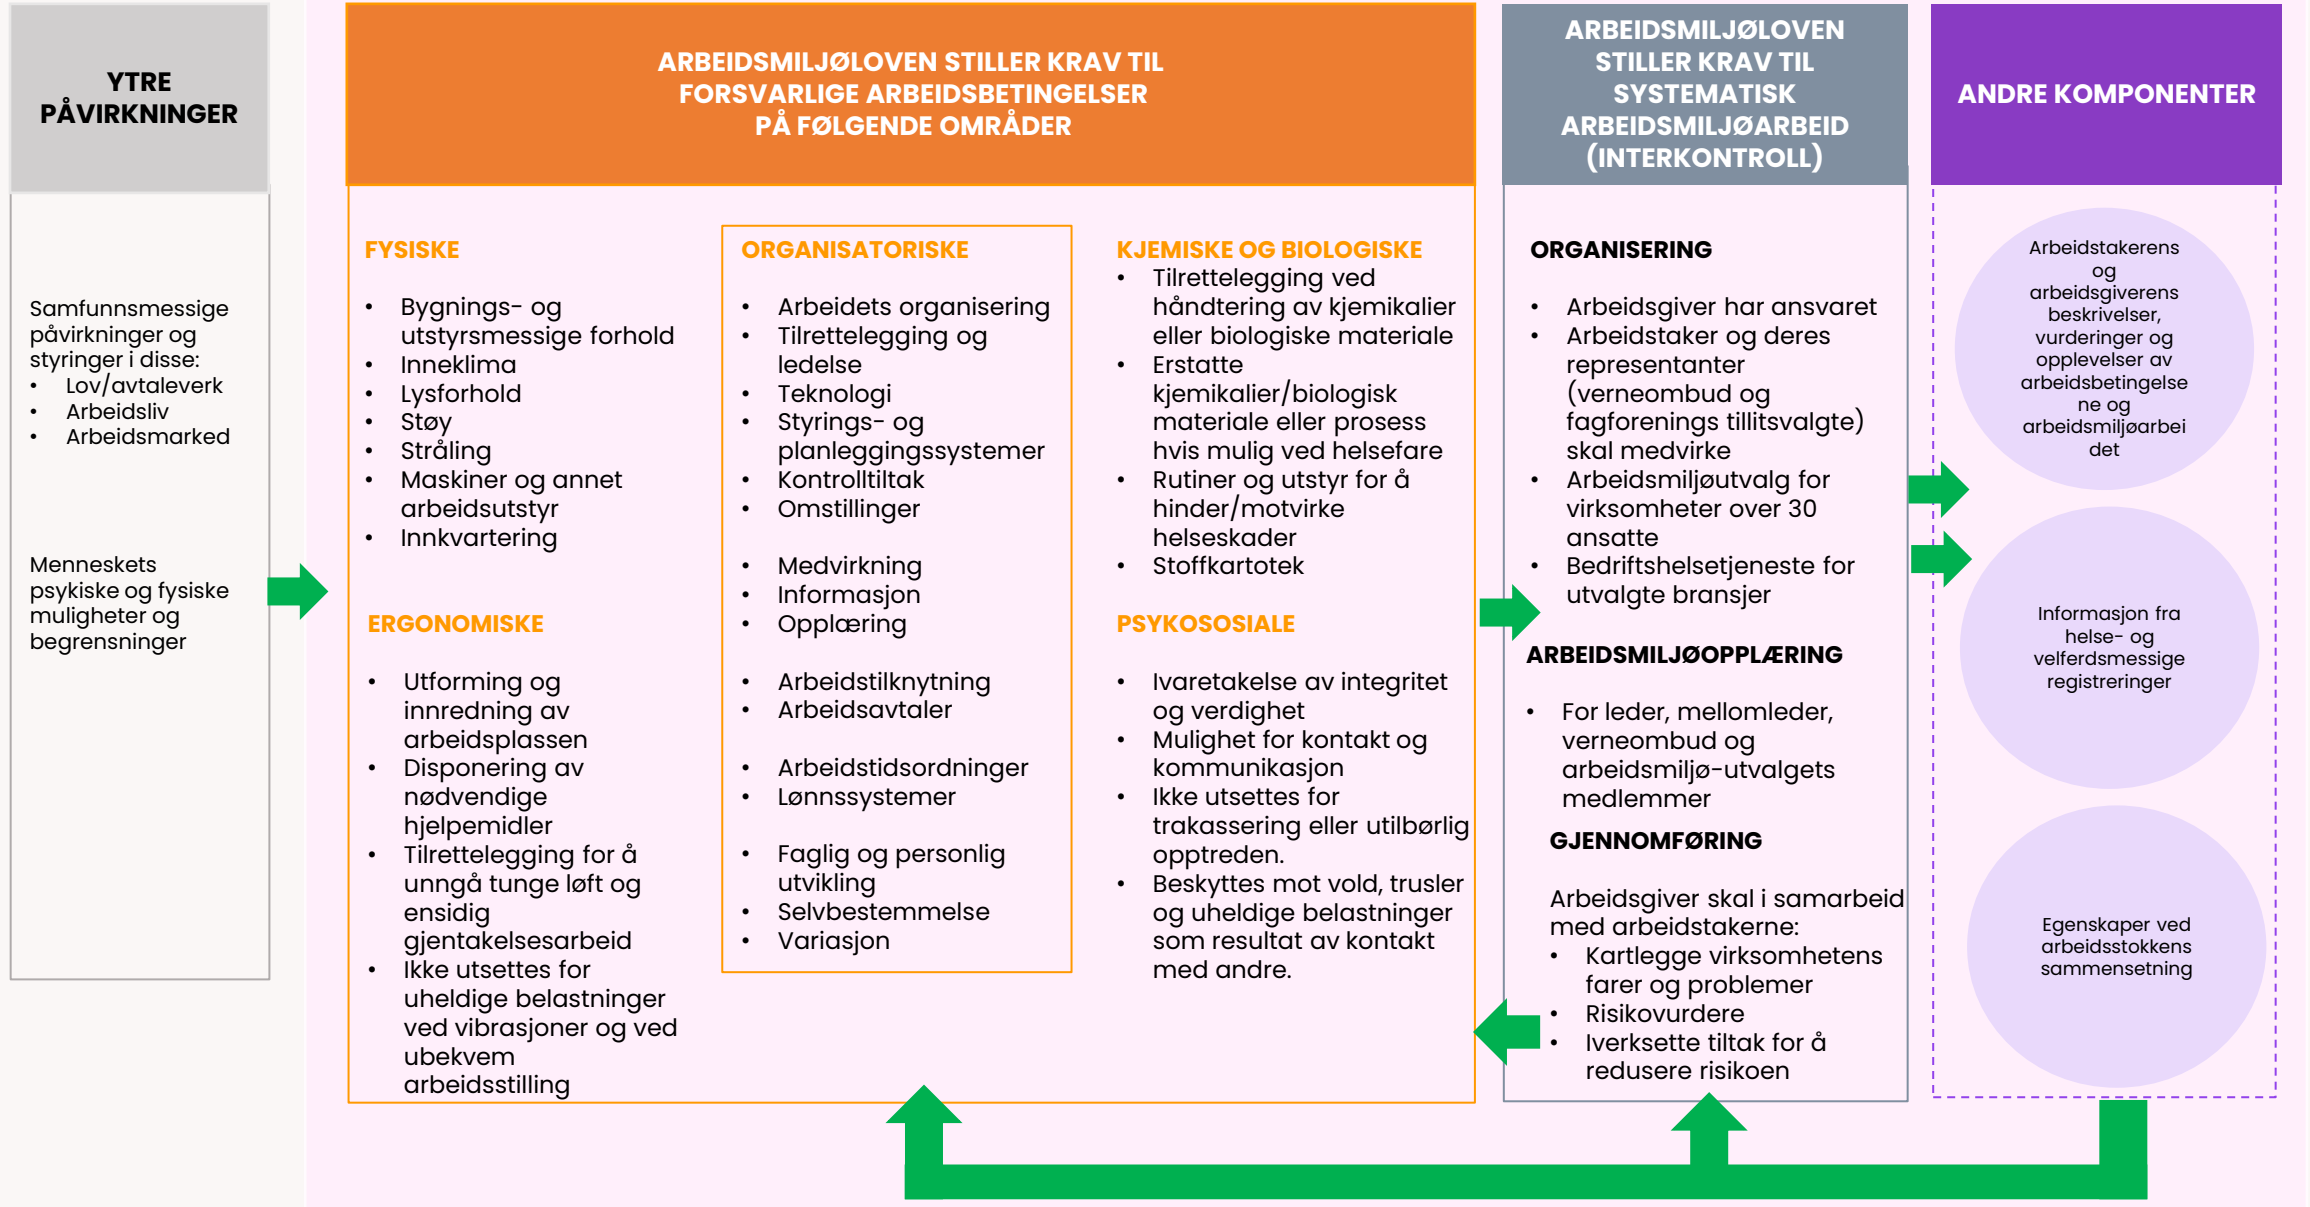 YTRE
PÅVIRKNINGER
Samfunnsmessige
påvirkninger og
styringer i disse:
• Lov/avtaleverk
• Arbeidsliv
• Arbeidsmarked
Menneskets
psykiske og fysiske
muligheter og
begrensninger
ARBEIDSMILJØLOVEN STILLER KRAV TIL
FORSVARLIGE ARBEIDSBETINGELSER
PÅ FØLGENDE OMRÅDER
FYSISKE
• Bygnings- og
utstyrsmessige forhold
• Inneklima
• Lysforhold
• Støy
• Stråling
• Maskiner og annet
arbeidsutstyr
• Innkvartering
ERGONOMISKE
• Utforming og
innredning av
arbeidsplassen
• Disponering av
nødvendige
hjelpemidler
• Tilrettelegging for å
unngå tunge løft og
ensidig
gjentakelsesarbeid
• Ikke utsettes for
uheldige belastninger
ved vibrasjoner og ved
ubekvem
arbeidsstilling
ORGANISATORISKE
• Arbeidets organisering
• Tilrettelegging og
ledelse
• Teknologi
• Styrings- og
planleggingssystemer
• Kontrolltiltak
• Omstillinger
• Medvirkning
• Informasjon
• Opplæring
• Arbeidstilknytning
• Arbeidsavtaler
• Arbeidstidsordninger
• Lønnssystemer
• Faglig og personlig
utvikling
• Selvbestemmelse
• Variasjon
KJEMISKE OG BIOLOGISKE
• Tilrettelegging ved
håndtering av kjemikalier
eller biologiske materiale
• Erstatte
kjemikalier/biologisk
materiale eller prosess
hvis mulig ved helsefare
• Rutiner og utstyr for å
hinder/motvirke
helseskader
• Stoffkartotek
PSYKOSOSIALE
• Ivaretakelse av integritet
og verdighet
• Mulighet for kontakt og
kommunikasjon
• Ikke utsettes for
trakassering eller utilbørlig
opptreden.
• Beskyttes mot vold, trusler
og uheldige belastninger
som resultat av kontakt
med andre.
ARBEIDSMILJØLOVEN
STILLER KRAV TIL
SYSTEMATISK
ARBEIDSMILJØARBEID
(INTERKONTROLL)
ORGANISERING
• Arbeidsgiver har ansvaret
• Arbeidstaker og deres
representanter
(verneombud og
fagforenings tillitsvalgte)
skal medvirke
• Arbeidsmiljøutvalg for
virksomheter over 30
ansatte
• Bedriftshelsetjeneste for
utvalgte bransjer
ARBEIDSMILJØOPPLÆRING
• For leder, mellomleder,
verneombud og
arbeidsmiljø-utvalgets
medlemmer
GJENNOMFØRING
Arbeidsgiver skal i samarbeid
med arbeidstakerne:
• Kartlegge virksomhetens
farer og problemer
• Risikovurdere
• Iverksette tiltak for å
redusere risikoen
ANDRE KOMPONENTER
Arbeidstakerens
og
arbeidsgiverens
beskrivelser,
vurderinger og
opplevelser av
arbeidsbetingelse
ne og
arbeidsmiljøarbei
det
Informasjon fra
helse- og
velferdsmessige
registreringer
Egenskaper ved
arbeidsstokkens
sammensetning